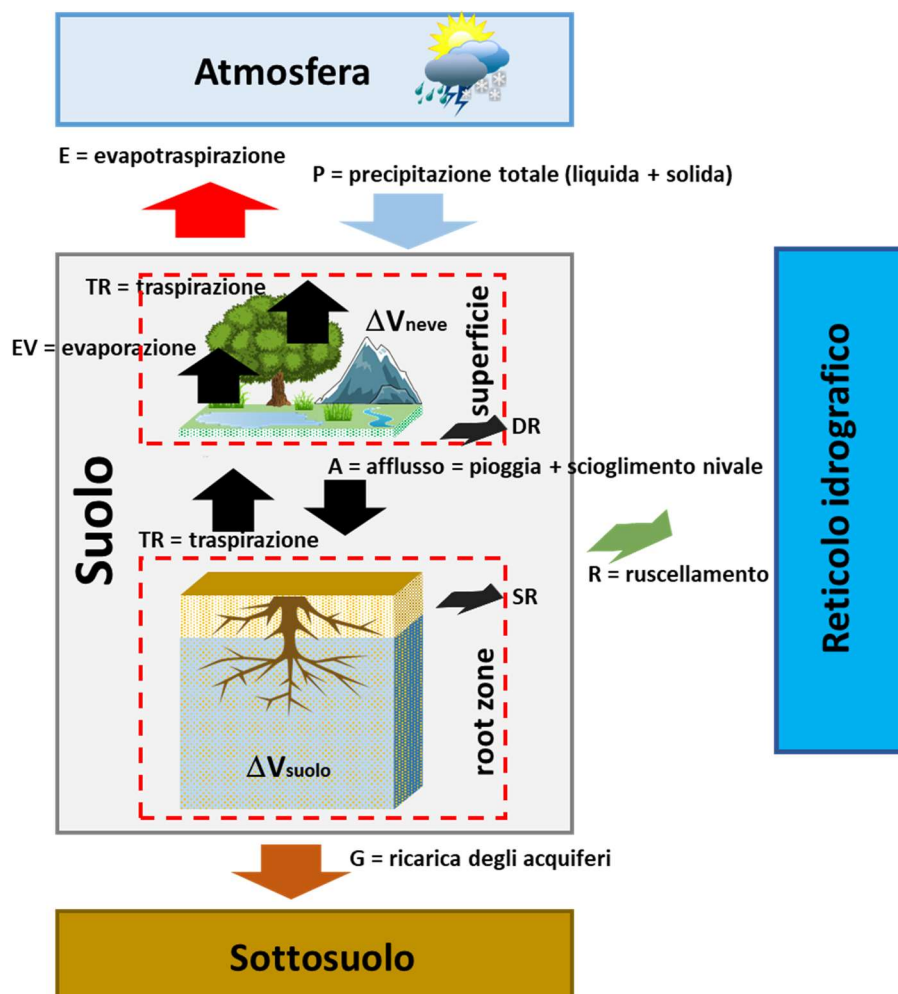 Atmosfera
E = evapotraspirazione
P = precipitazione totale (liquida + solida)
TR = traspirazione
ΔVneve
EV = evaporazione
superficie
DR
A = afflusso = pioggia + scioglimento nivale
Suolo
TR = traspirazione
R = ruscellamento
SR
root zone
ΔVsuolo
Reticolo idrografico
G = ricarica degli acquiferi
Sottosuolo